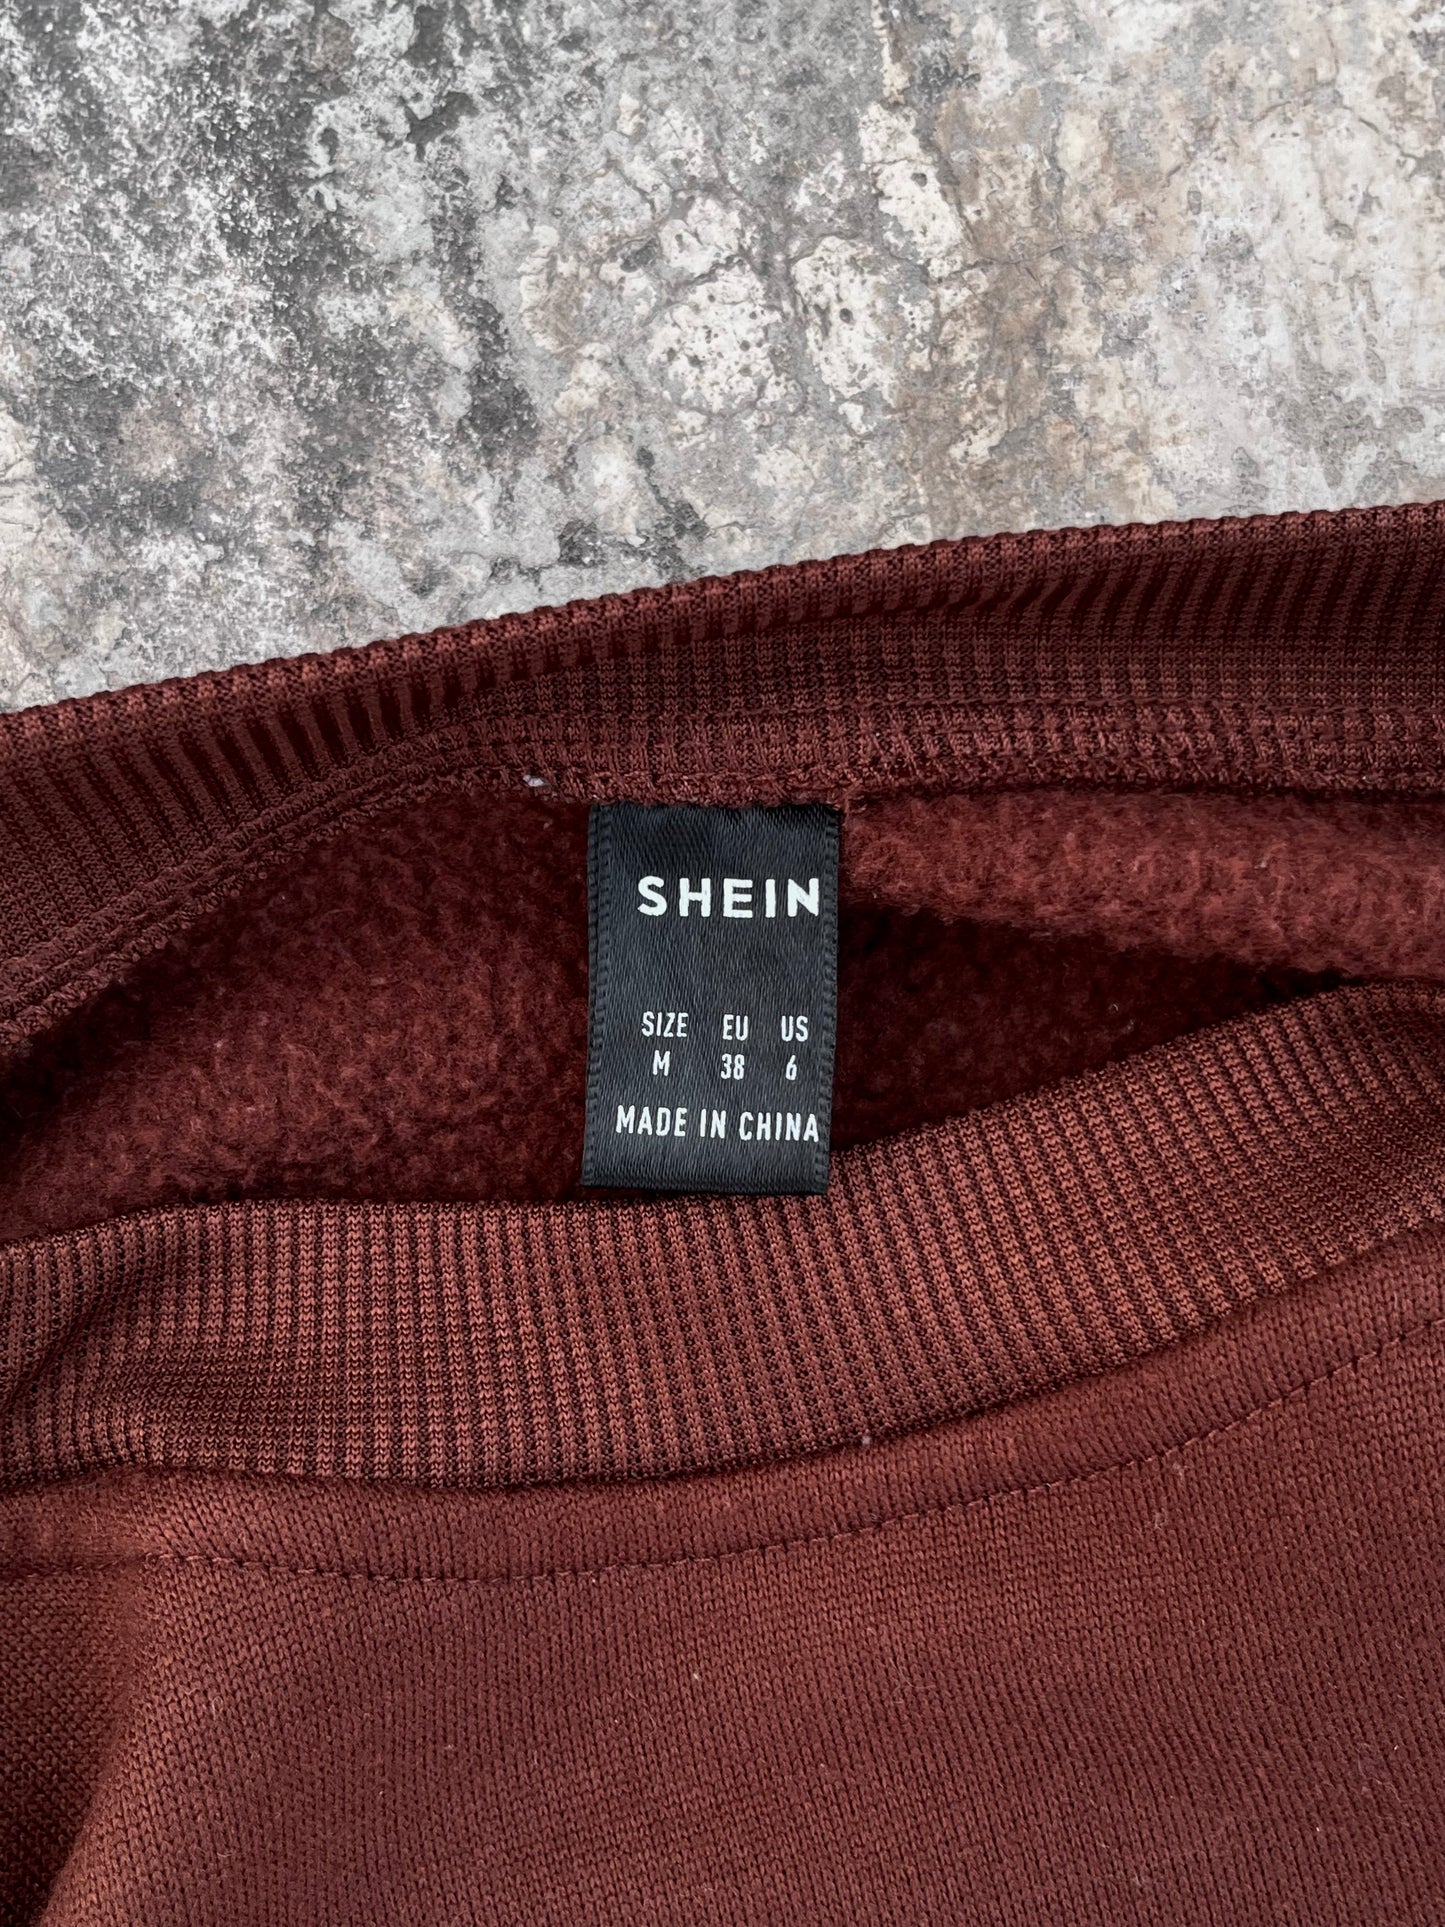 SHEIN
SIZE EU US
M 38 6
MADE IN CHINA